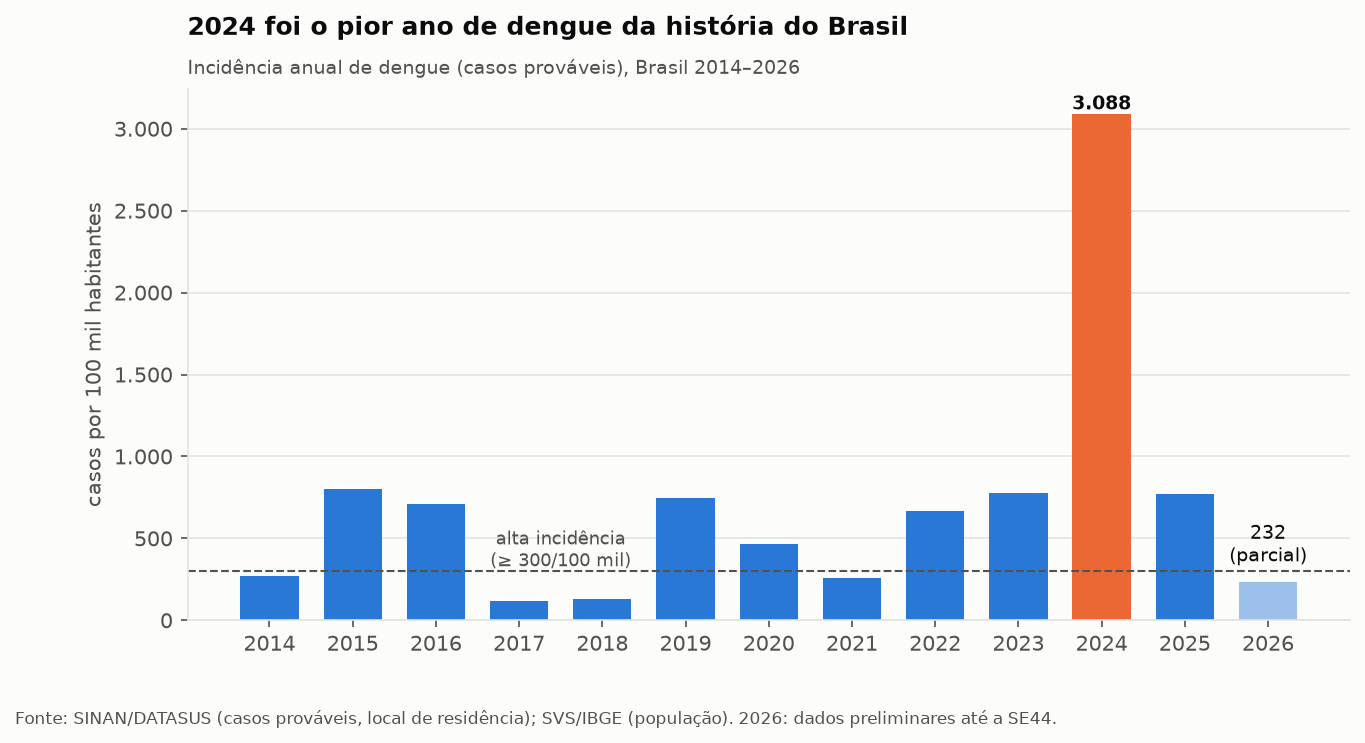 2024 foi o pior ano de dengue da história do Brasil
Incidência anual de dengue (casos prováveis), Brasil 2014–2026
casos por 100 mil habitantes
3.000
2.500
2.000
1.500
1.000
500
0
3.088
alta incidência
(≥ 300/100 mil)
232
(parcial)
2014 2015 2016 2017 2018 2019 2020 2021 2022 2023 2024 2025 2026
Fonte: SINAN/DATASUS (casos prováveis, local de residência); SVS/IBGE (população). 2026: dados preliminares até a SE44.